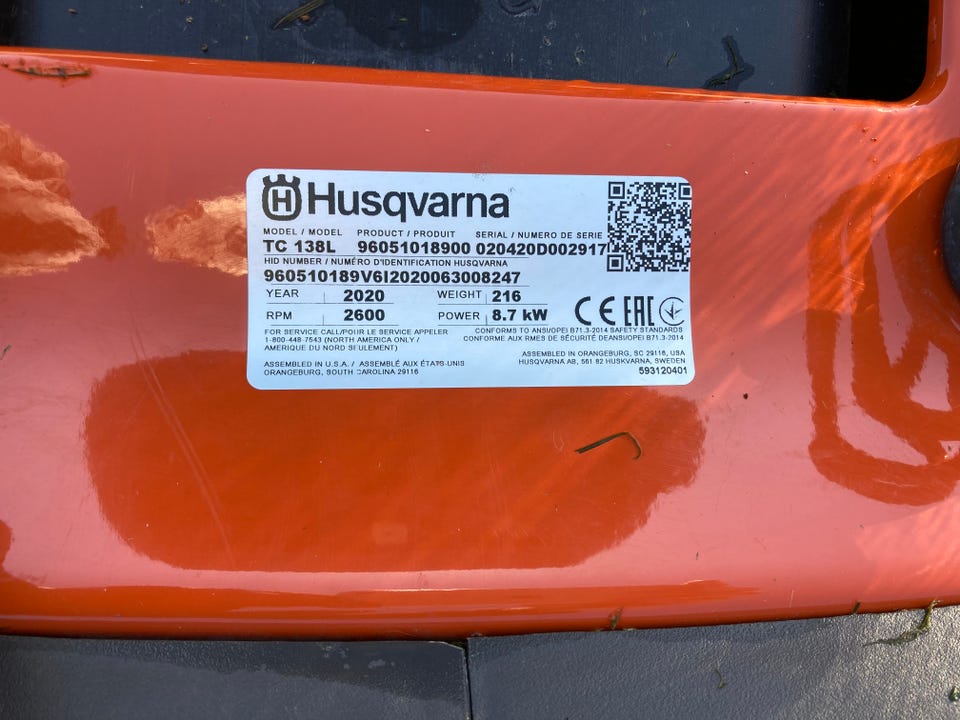 Husqvarna
MODEL / MODEL PRODUCT / PRODUIT SERIAL / NUMERO DE SERIE
TC 138L 96051018900 020420D002917
HID NUMBER / NUMÉRO D'IDENTIFICATION HUSQVARNA
960510189V6I2020063008247
YEAR 2020 WEIGHT 216
RPM 2600 POWER 8.7 kW
CE EAC
FOR SERVICE CALL/POUR LE SERVICE APPELER
1-800-448-7543 (NORTH AMERICA ONLY /
AMERIQUE DU NORD SEULEMENT)
CONFORMS TO ANSI/OPEI B71.3-2014 SAFETY STANDARDS
CONFORME AUX RMES DE SÉCURITÉ DEANSI/OPEI B71.3-2014
ASSEMBLED IN U.S.A. / ASSEMBLÉ AUX ÉTATS-UNIS
ORANGEBURG, SOUTH CAROLINA 29116
ASSEMBLED IN ORANGEBURG, SC 29116, USA
HUSQVARNA AB, 561 82 HUSKVARNA, SWEDEN
593120401